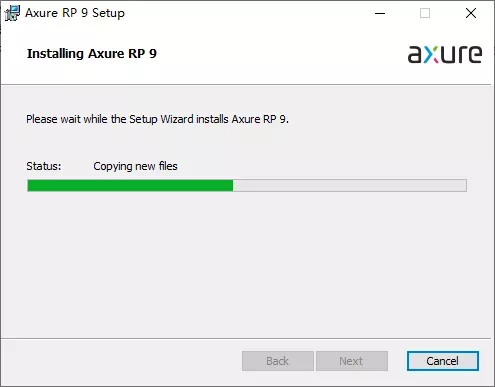 Axure RP 9 Setup
Installing Axure RP 9
axure
Please wait while the Setup Wizard installs Axure RP 9.
Status: Copying new files
Back Next Cancel